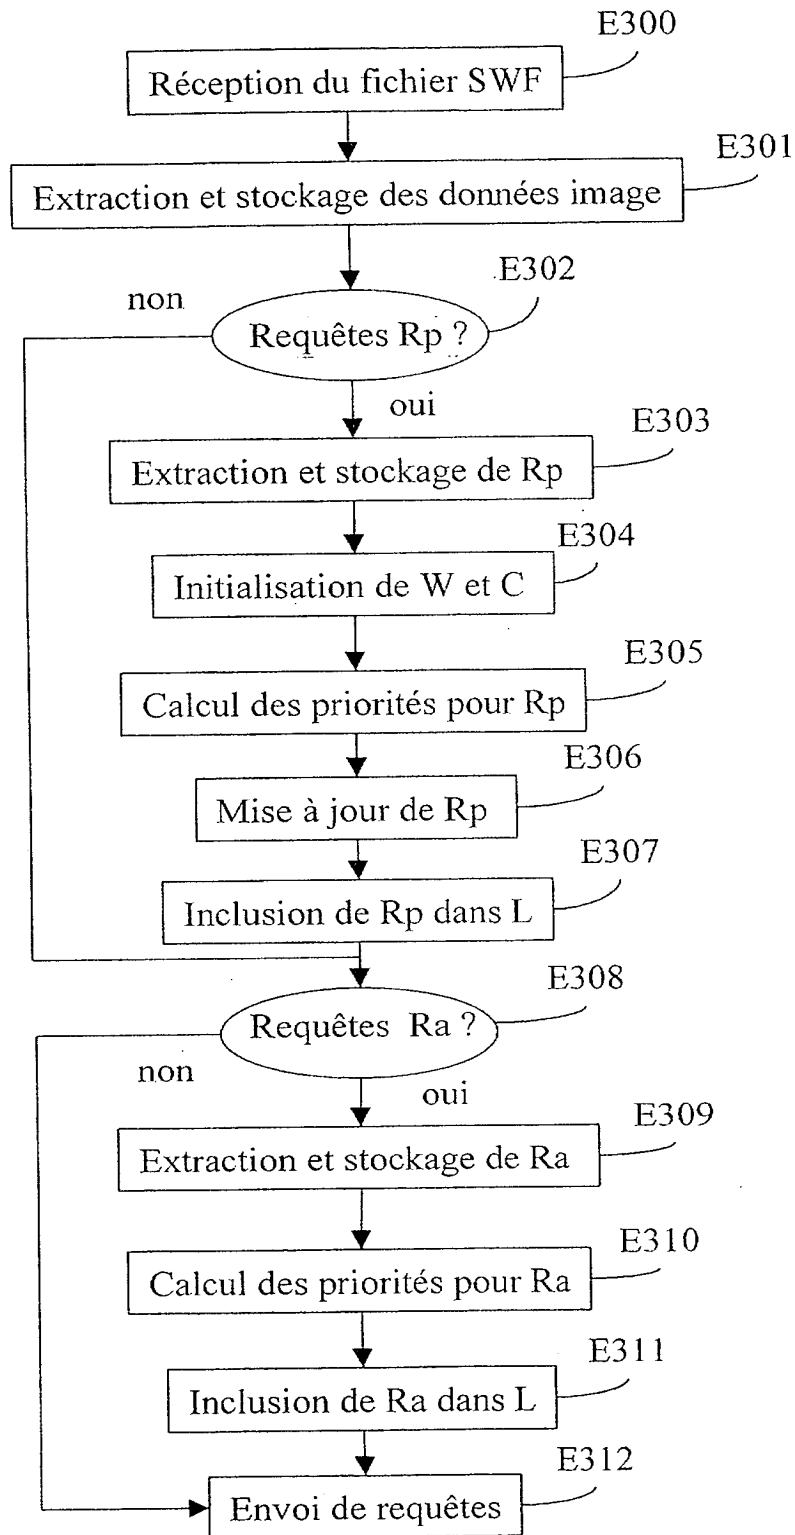 E300
Réception du fichier SWF
E301
Extraction et stockage des données image
E302
non
Requêtes Rp ?
oui
E303
Extraction et stockage de Rp
E304
Initialisation de W et C
E305
Calcul des priorités pour Rp
E306
Mise à jour de Rp
E307
Inclusion de Rp dans L
E308
Requêtes Ra ?
non
oui
E309
Extraction et stockage de Ra
E310
Calcul des priorités pour Ra
E311
Inclusion de Ra dans L
E312
Envoi de requêtes